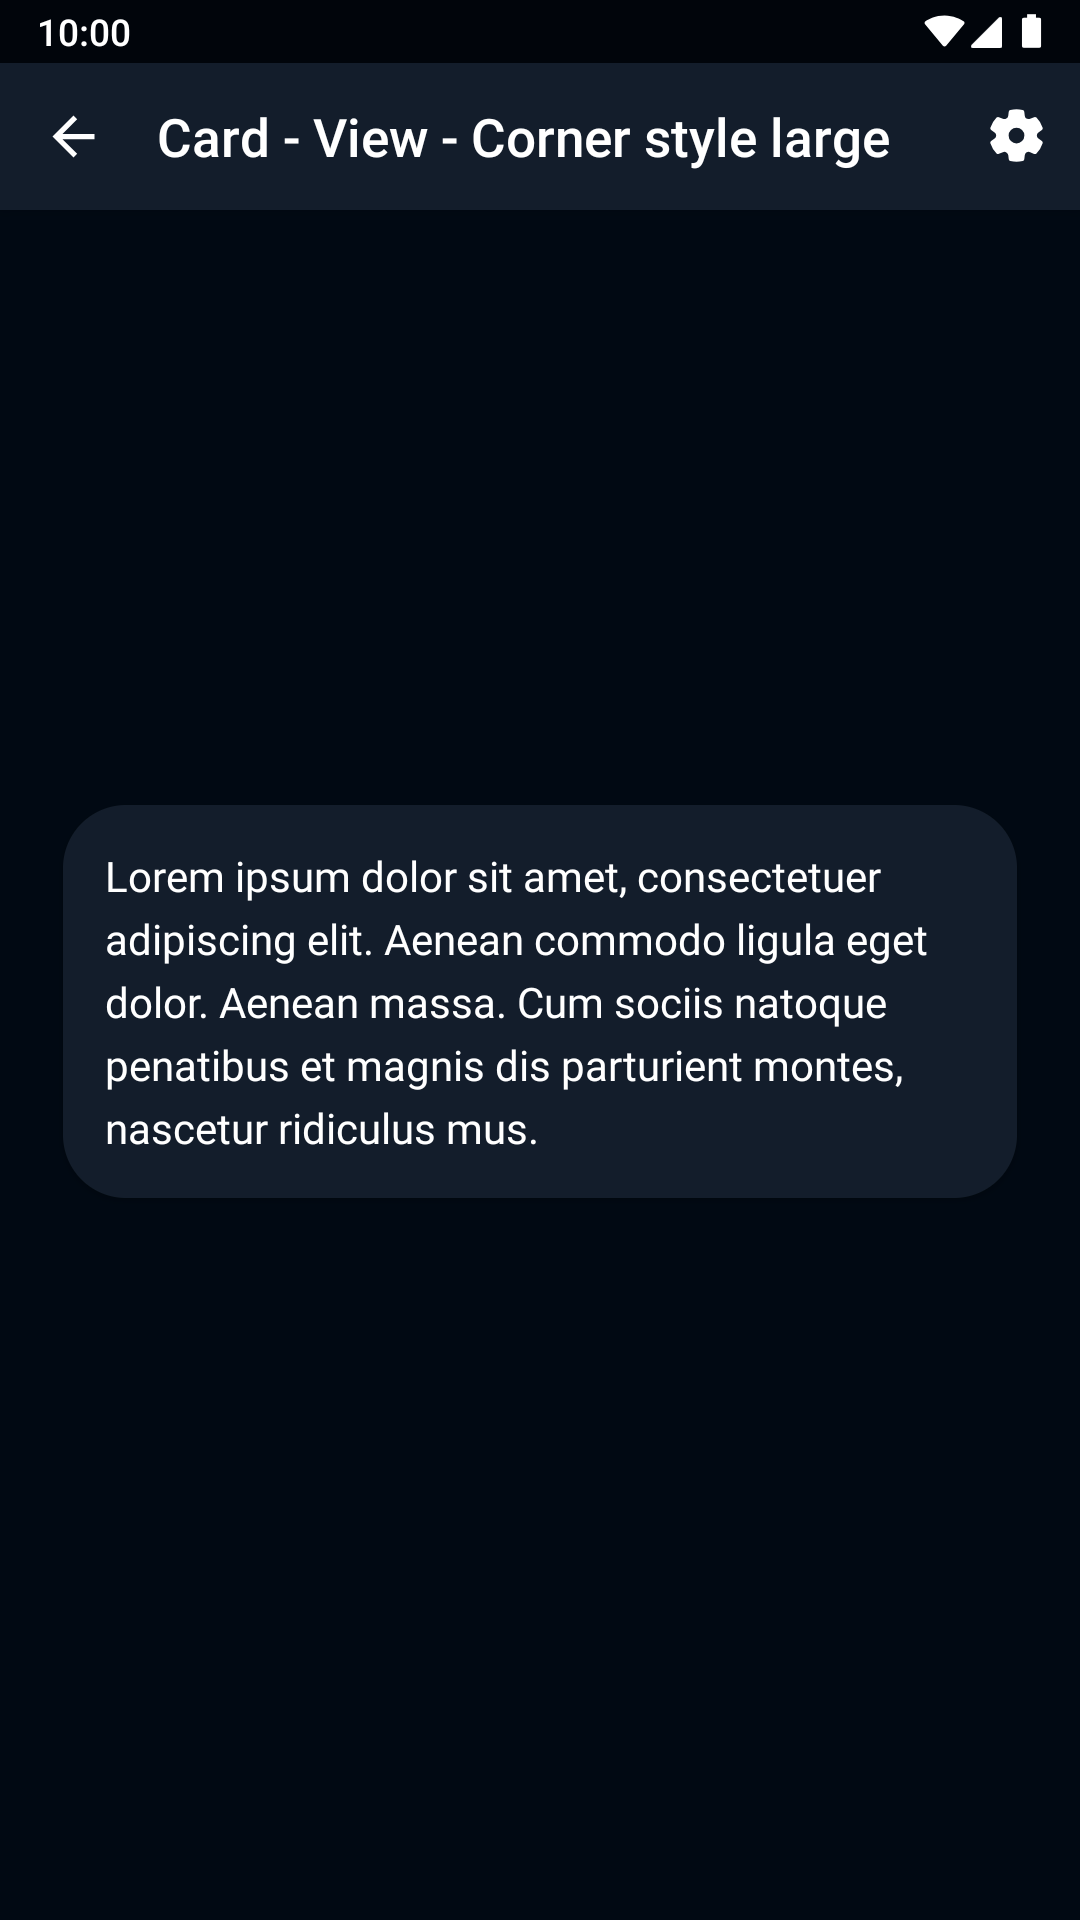 10:00
Card - View - Corner style large
Lorem ipsum dolor sit amet, consectetuer
adipiscing elit. Aenean commodo ligula eget
dolor. Aenean massa. Cum sociis natoque
penatibus et magnis dis parturient montes,
nascetur ridiculus mus.